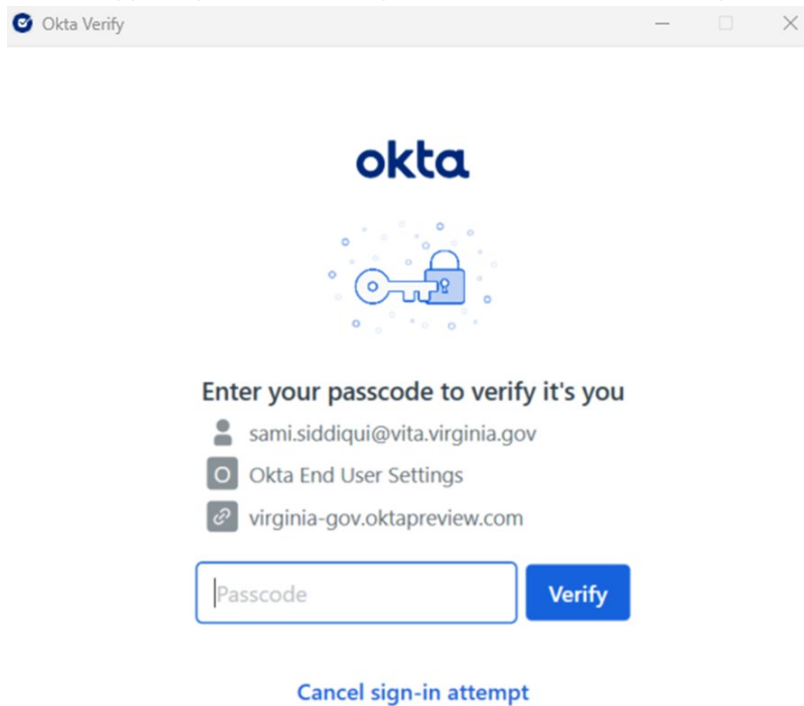 Okta Verify
okta
Enter your passcode to verify it's you
sami.siddiqui@vita.virginia.gov
O Okta End User Settings
virginia-gov.oktapreview.com
Passcode Verify
Cancel sign-in attempt